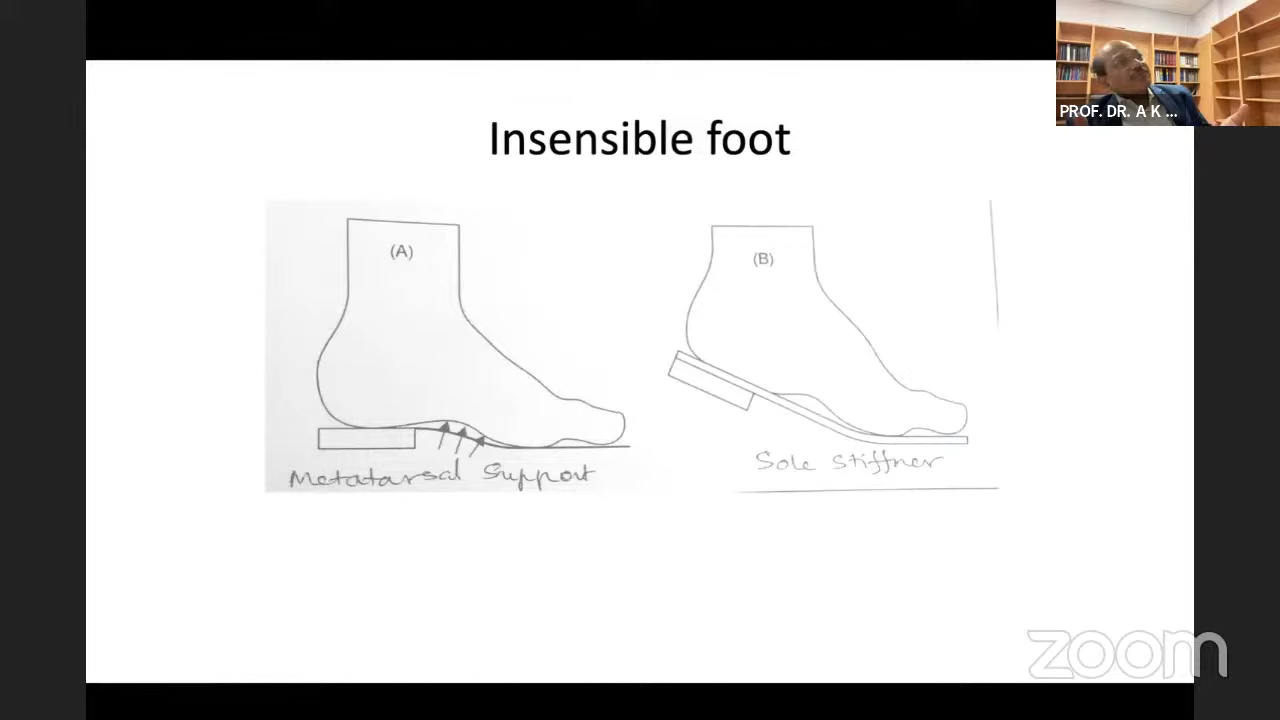 PROF. DR. A K ...
Insensible foot
(A)
(B)
Metatarsal Support
Sole Stiffner
zoom